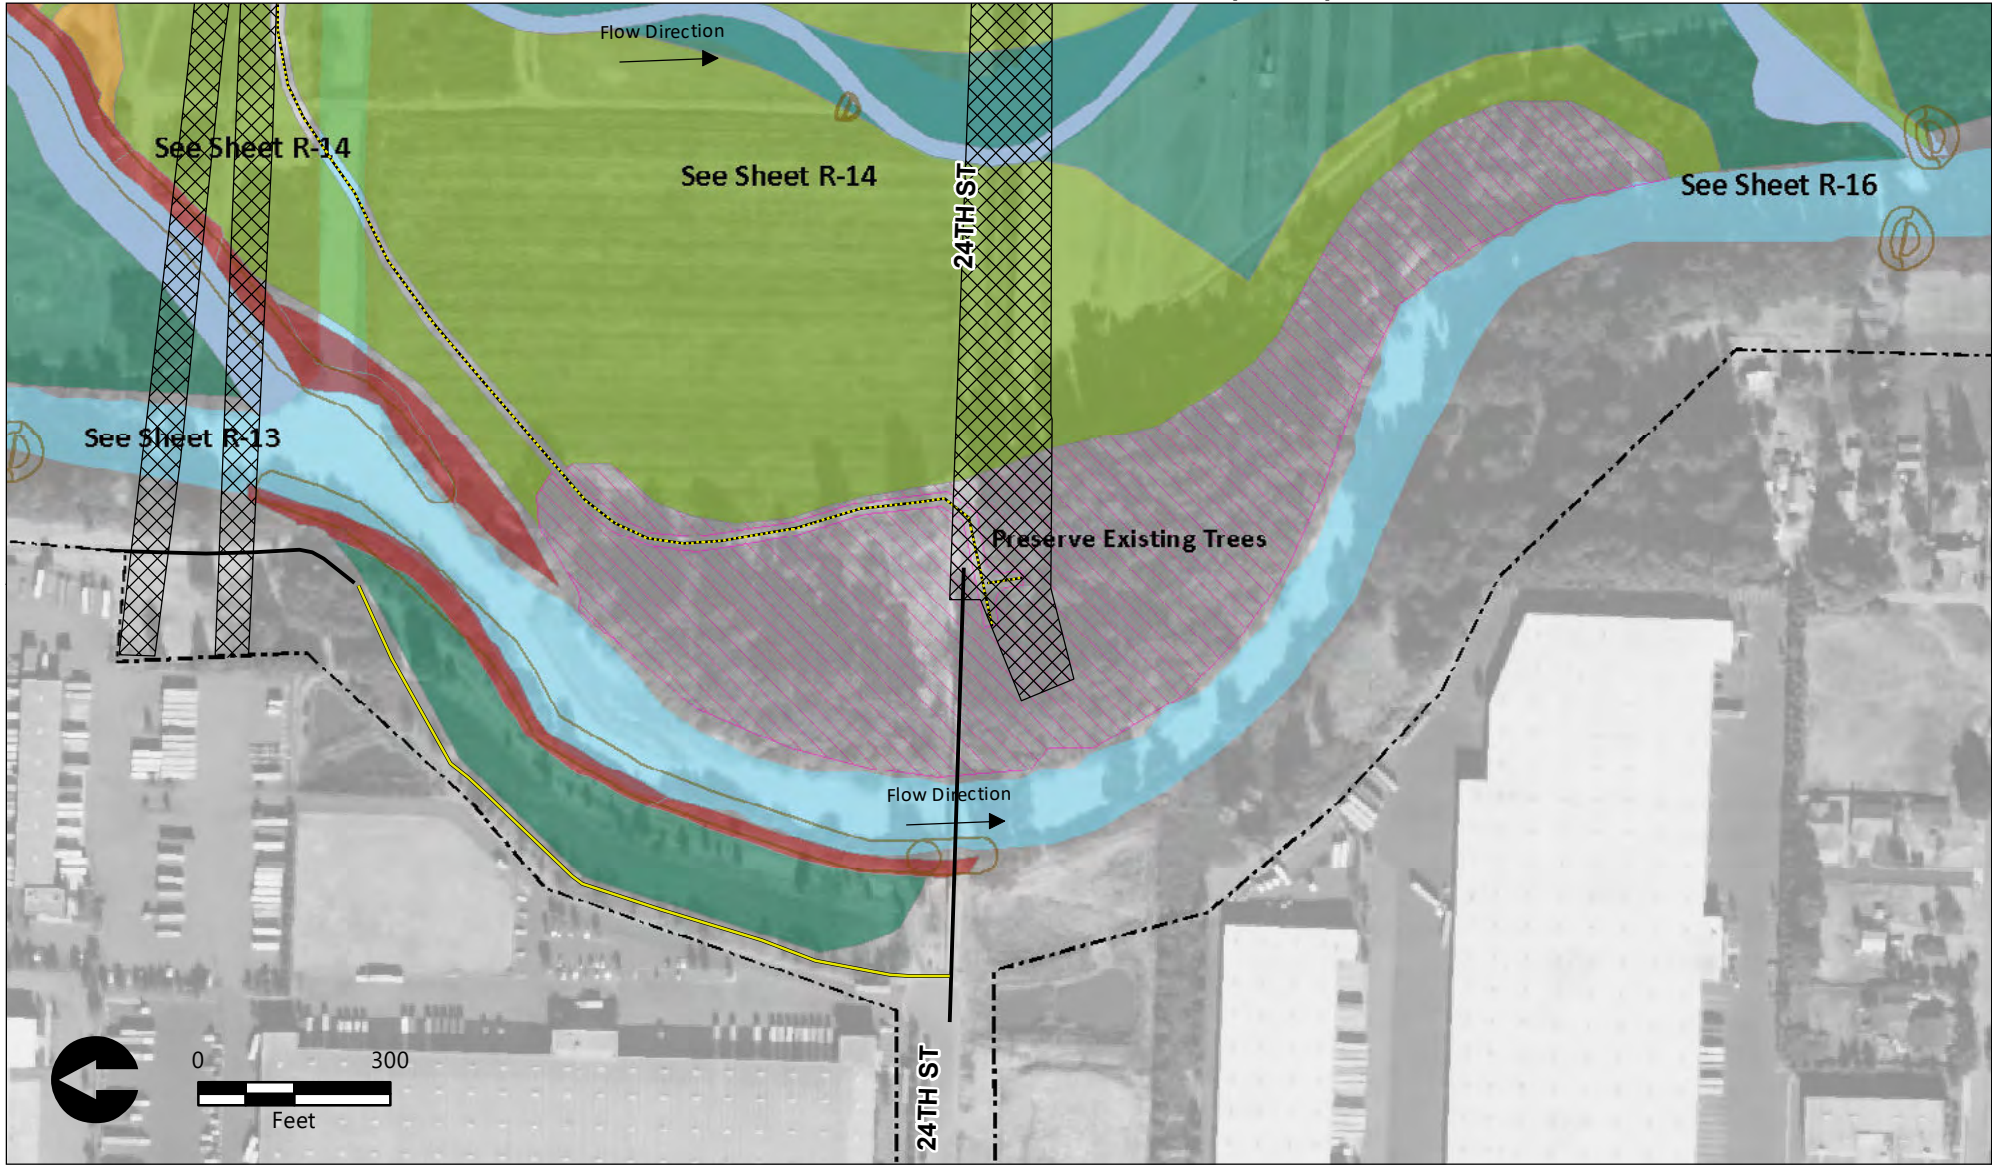 Flow Direction
See Sheet R-14
See Sheet R-14
See Sheet R-16
24TH ST
See Sheet R-13
Preserve Existing Trees
Flow Direction
0 300
Feet
24TH ST